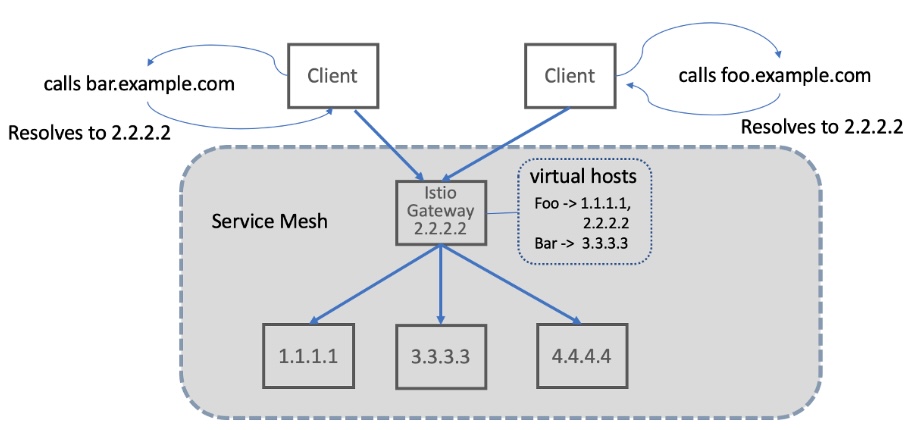 Client
Client
calls bar.example.com
calls foo.example.com
Resolves to 2.2.2.2
Resolves to 2.2.2.2
Service Mesh
Istio
Gateway
2.2.2.2
virtual hosts
Foo -> 1.1.1.1,
2.2.2.2
Bar -> 3.3.3.3
1.1.1.1
3.3.3.3
4.4.4.4